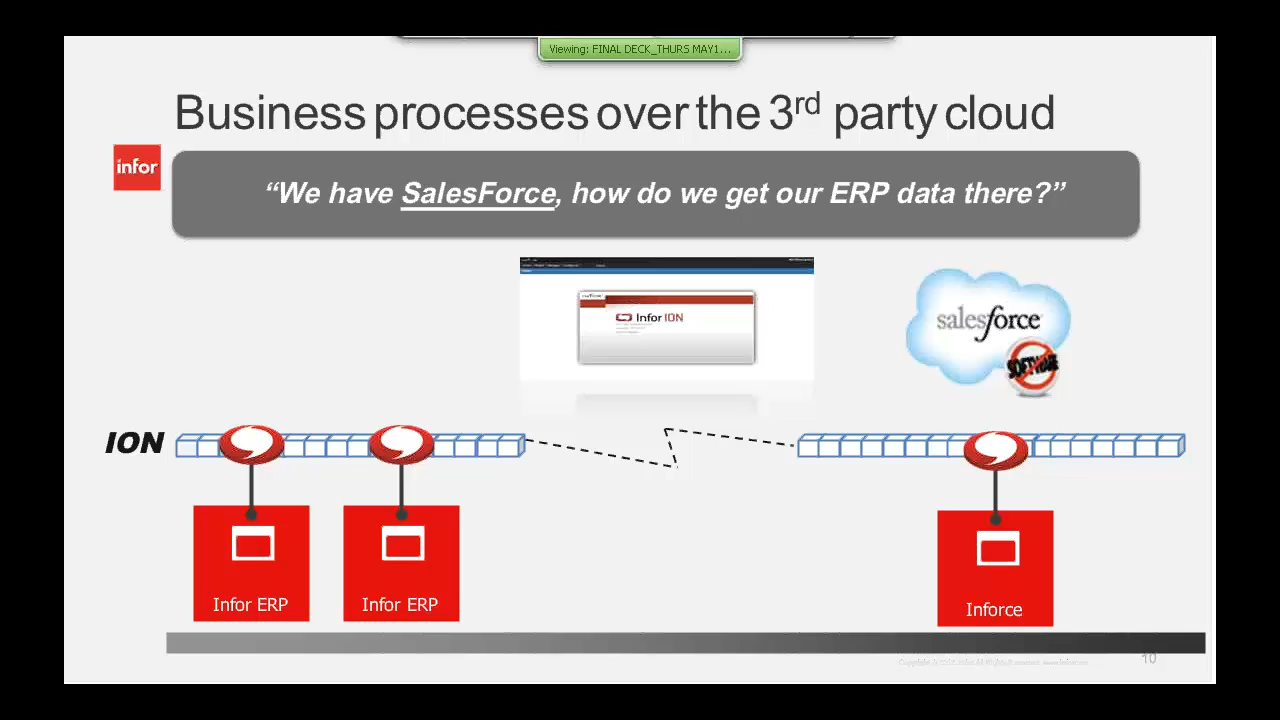 Viewing: FINAL DECK_THURS MAY1...
Business processes over the 3rd party cloud
infor
“We have SalesForce, how do we get our ERP data there?”
Infor ION
salesforce
SOFTWARE
ION
Infor ERP
Infor ERP
Inforce
10